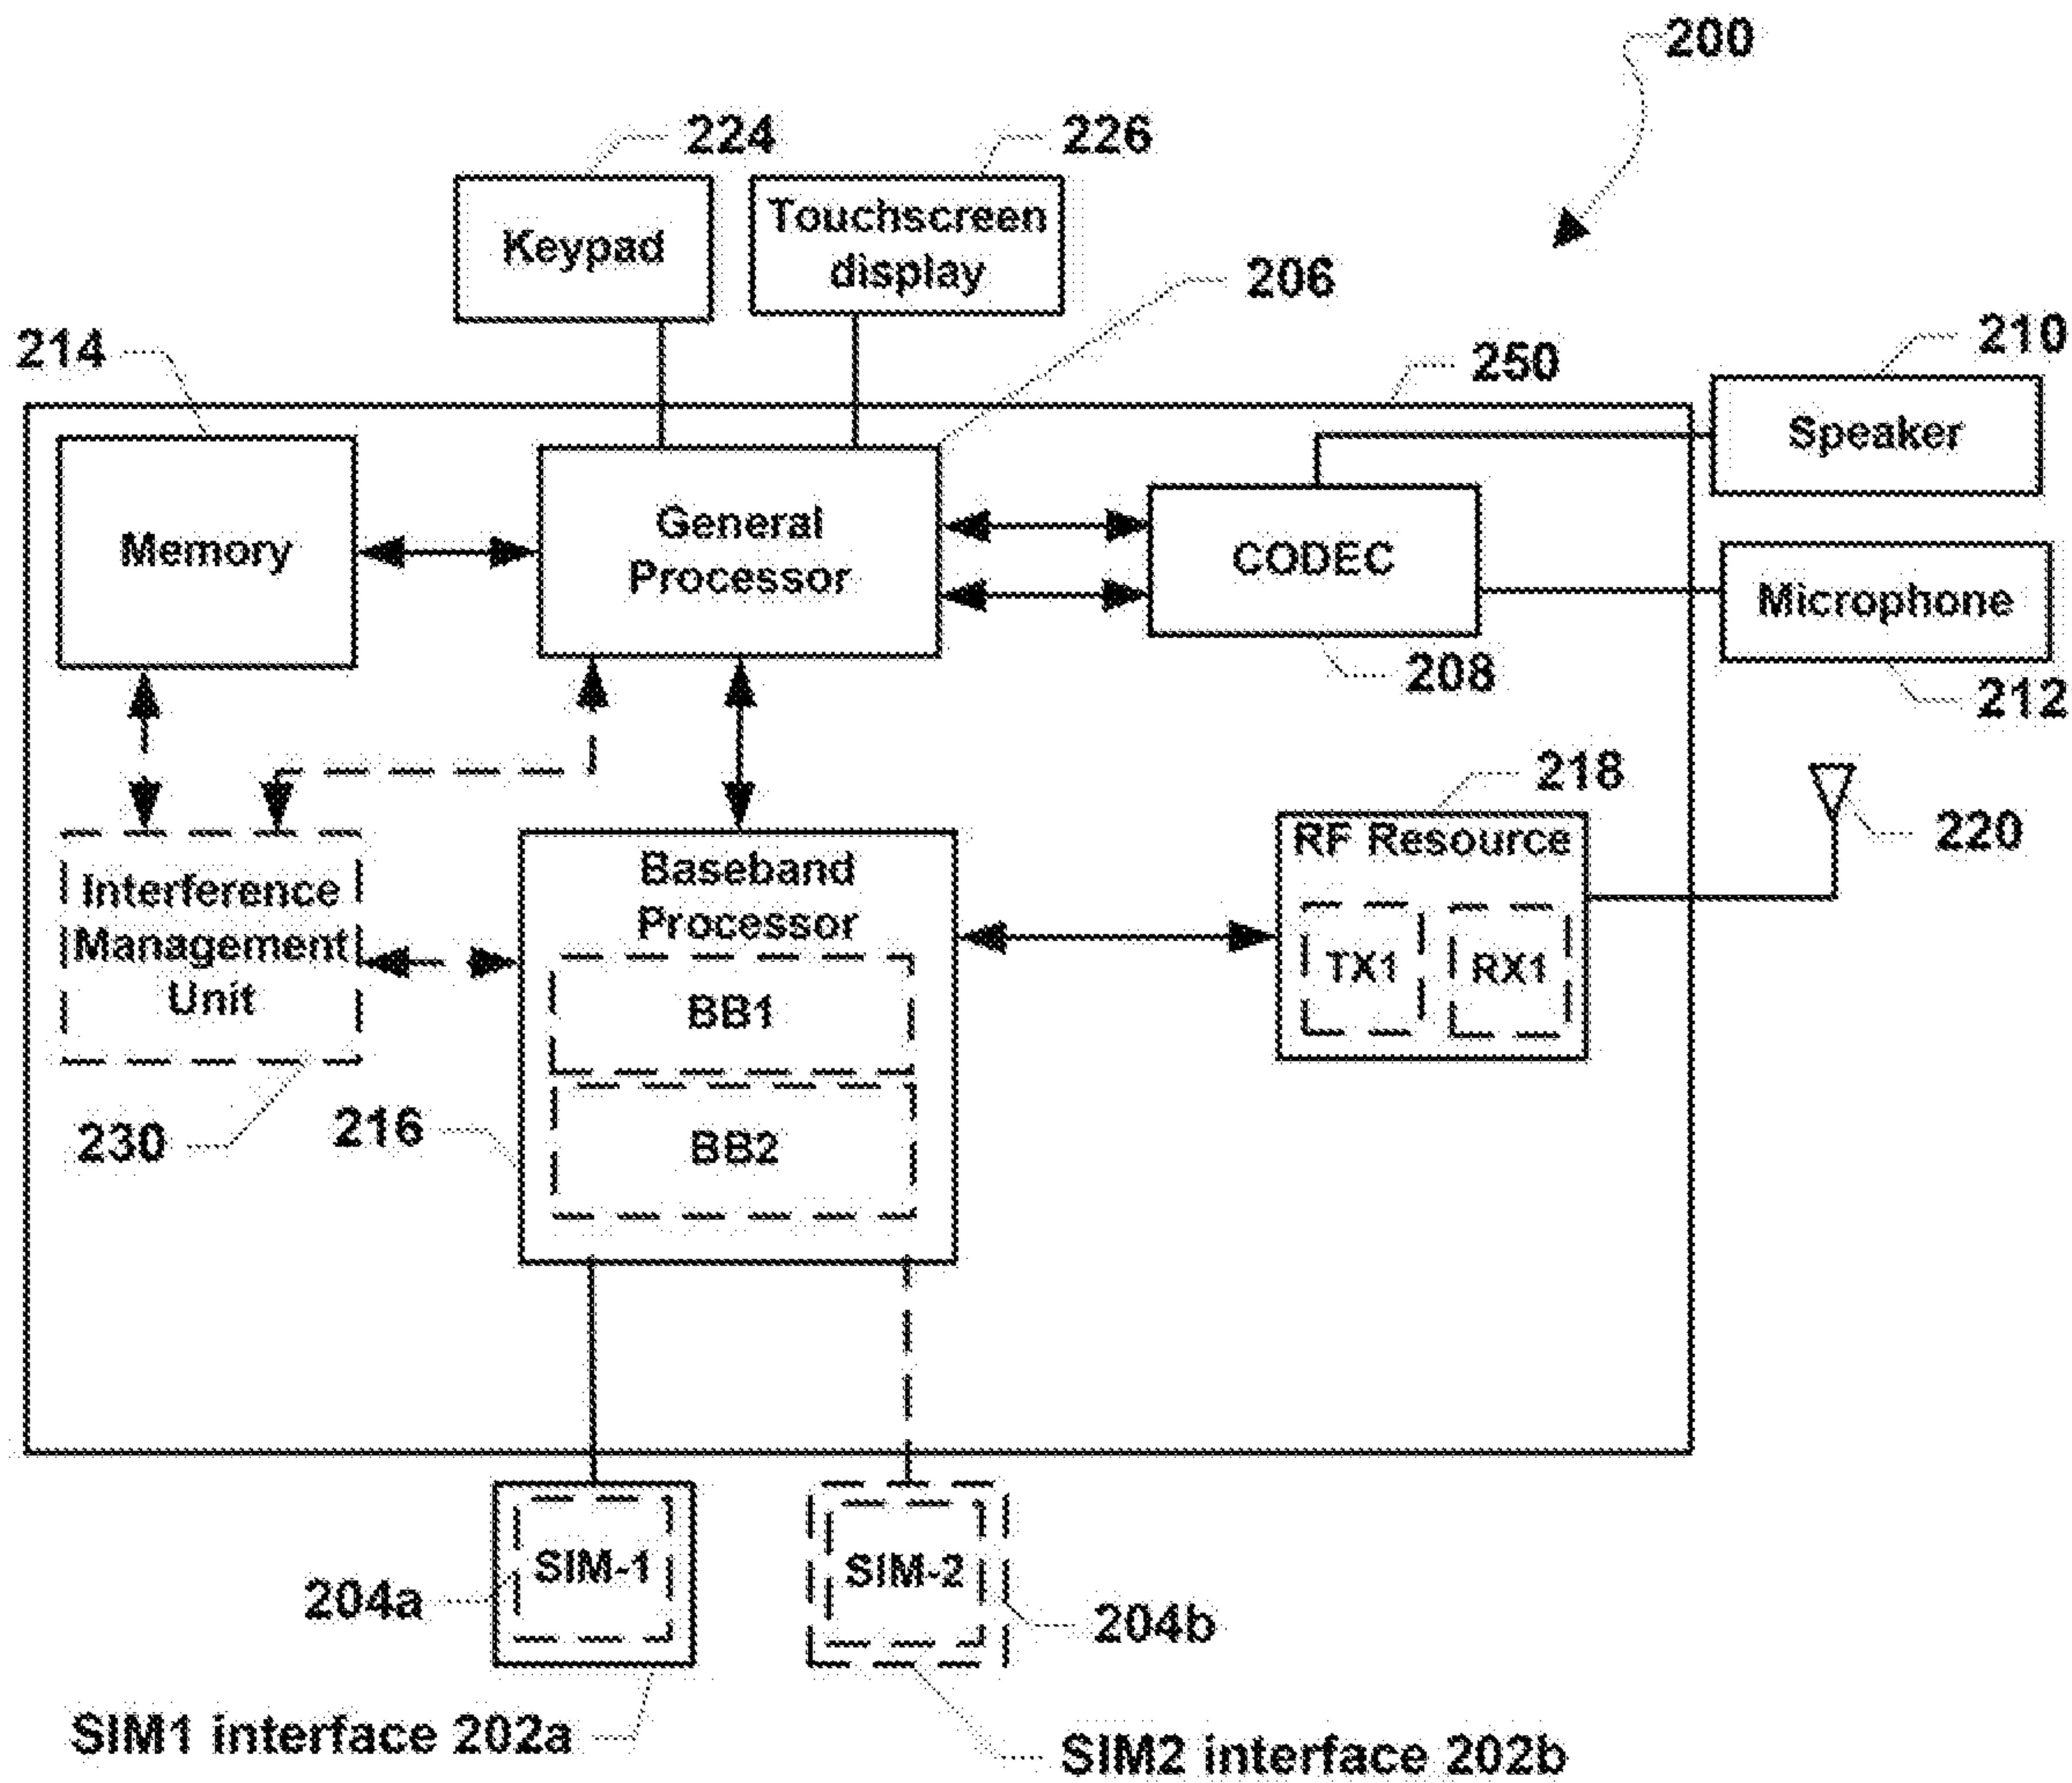 200
224
226
Keypad
Touchscreen
display
206
214
250
210
Speaker
Memory
General
Processor
CODEC
Microphone
208
212
218
220
RF Resource
TX1
RX1
Interference
Management
Unit
Baseband
Processor
BB1
BB2
230
216
SIM-1
SIM-2
204a
204b
SIM1 interface 202a
SIM2 interface 202b